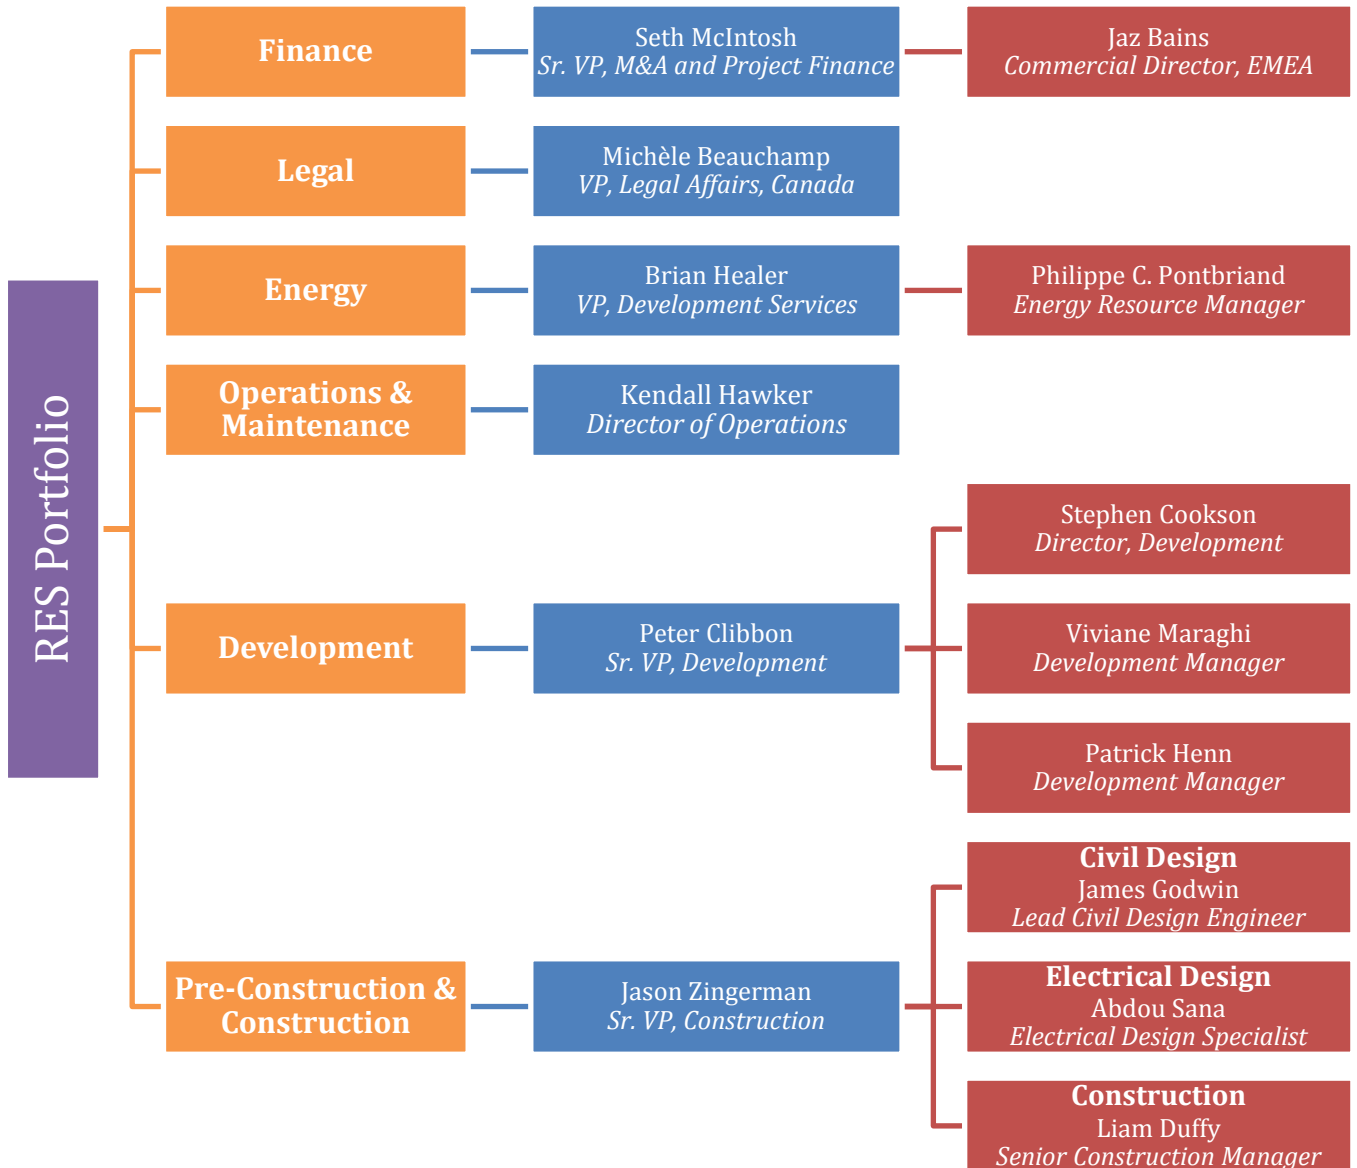 RES Portfolio
Finance
Seth McIntosh
Sr. VP, M&A and Project Finance
Jaz Bains
Commercial Director, EMEA
Legal
Michèle Beauchamp
VP, Legal Affairs, Canada
Energy
Brian Healer
VP, Development Services
Philippe C. Pontbriand
Energy Resource Manager
Operations &
Maintenance
Kendall Hawker
Director of Operations
Development
Peter Clibbon
Sr. VP, Development
Stephen Cookson
Director, Development
Viviane Maraghi
Development Manager
Patrick Henn
Development Manager
Pre-Construction &
Construction
Jason Zingerman
Sr. VP, Construction
Civil Design
James Godwin
Lead Civil Design Engineer
Electrical Design
Abdou Sana
Electrical Design Specialist
Construction
Liam Duffy
Senior Construction Manager